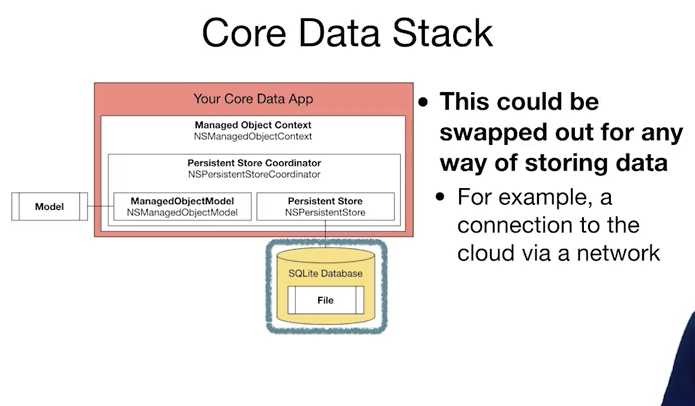 Core Data Stack
Your Core Data App
Managed Object Context
NSManagedObjectContext
Persistent Store Coordinator
NSPersistentStoreCoordinator
Model
ManagedObjectModel
NSManagedObjectModel
Persistent Store
NSPersistentStore
SQLite Database
File
• This could be
swapped out for any
way of storing data
• For example, a
connection to the
cloud via a network